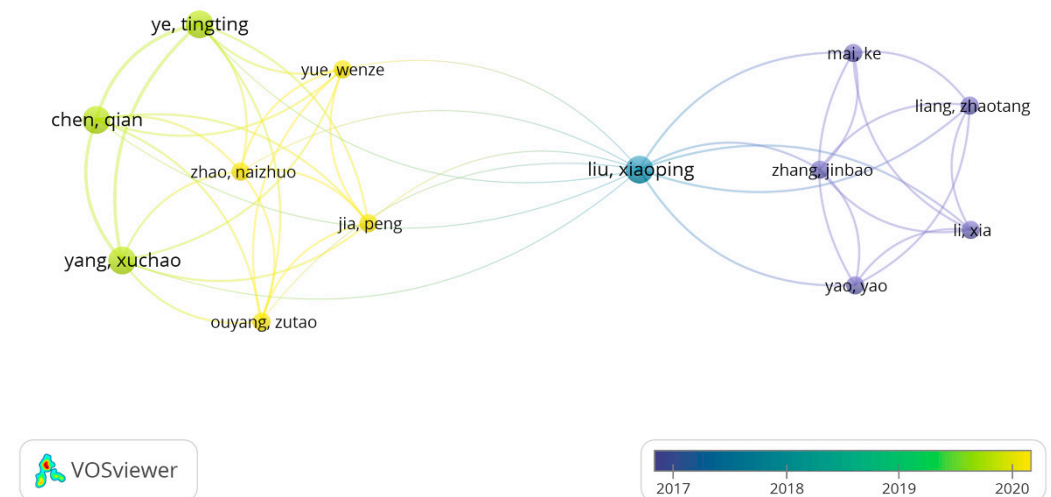 ye, tingting
mai, ke
yue, wenze
liang, zhaotang
chen, qian
zhao, naizhuo
liu, xiaoping
zhang, jinbao
jia, peng
li, xia
yang, xuchao
yao, yao
ouyang, zutao
VOSviewer
2017 2018 2019 2020